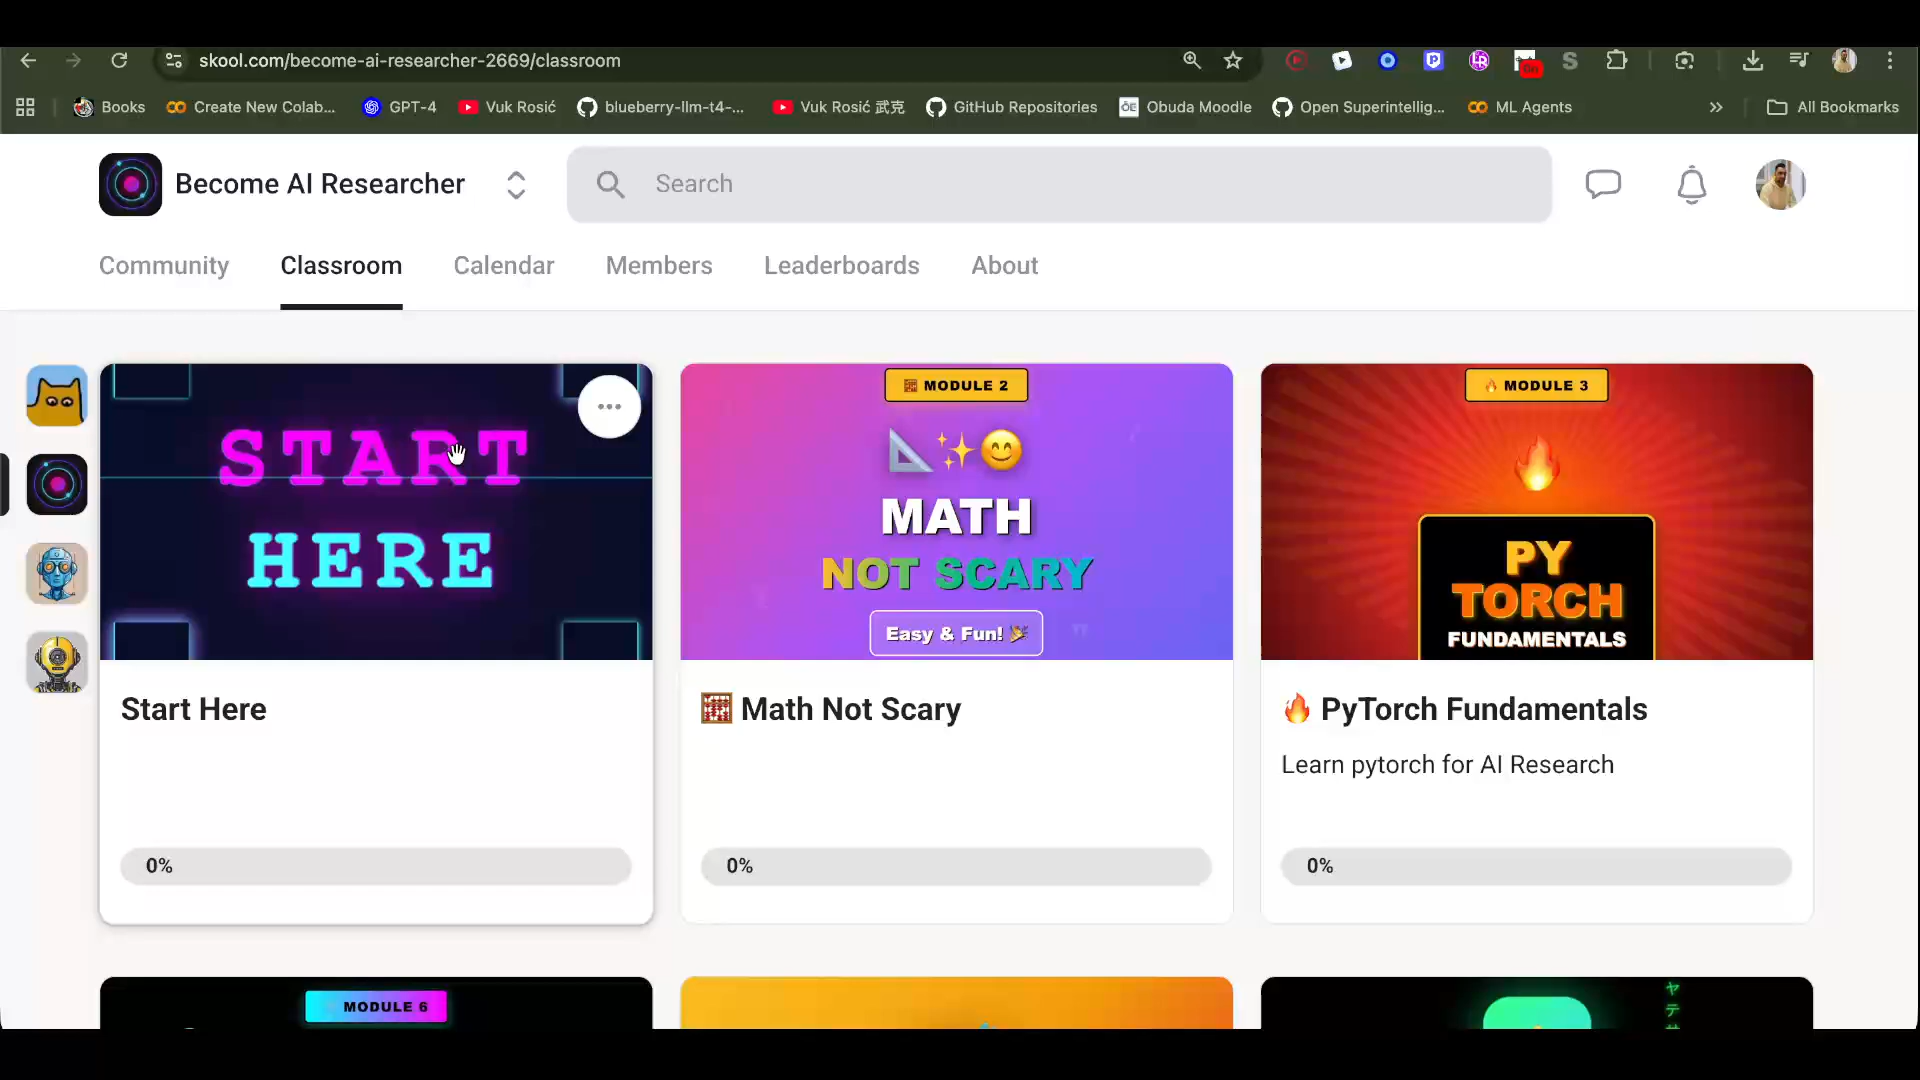 skool.com/become-ai-researcher-2669/classroom
On
Books
Create New Colab...
GPT-4
Vuk Rosić
blueberry-llm-t4-...
Vuk Rosić 武克
GitHub Repositories
Obuda Moodle
Open Superintellig...
ML Agents
All Bookmarks
Become AI Researcher
Search
Community
Classroom
Calendar
Members
Leaderboards
About
START
HERE
MODULE 2
MATH
NOT SCARY
Easy & Fun!
MODULE 3
PY
TORCH
FUNDAMENTALS
Start Here
Math Not Scary
PyTorch Fundamentals
Learn pytorch for AI Research
0%
0%
0%
MODULE 6
ヤ
テ